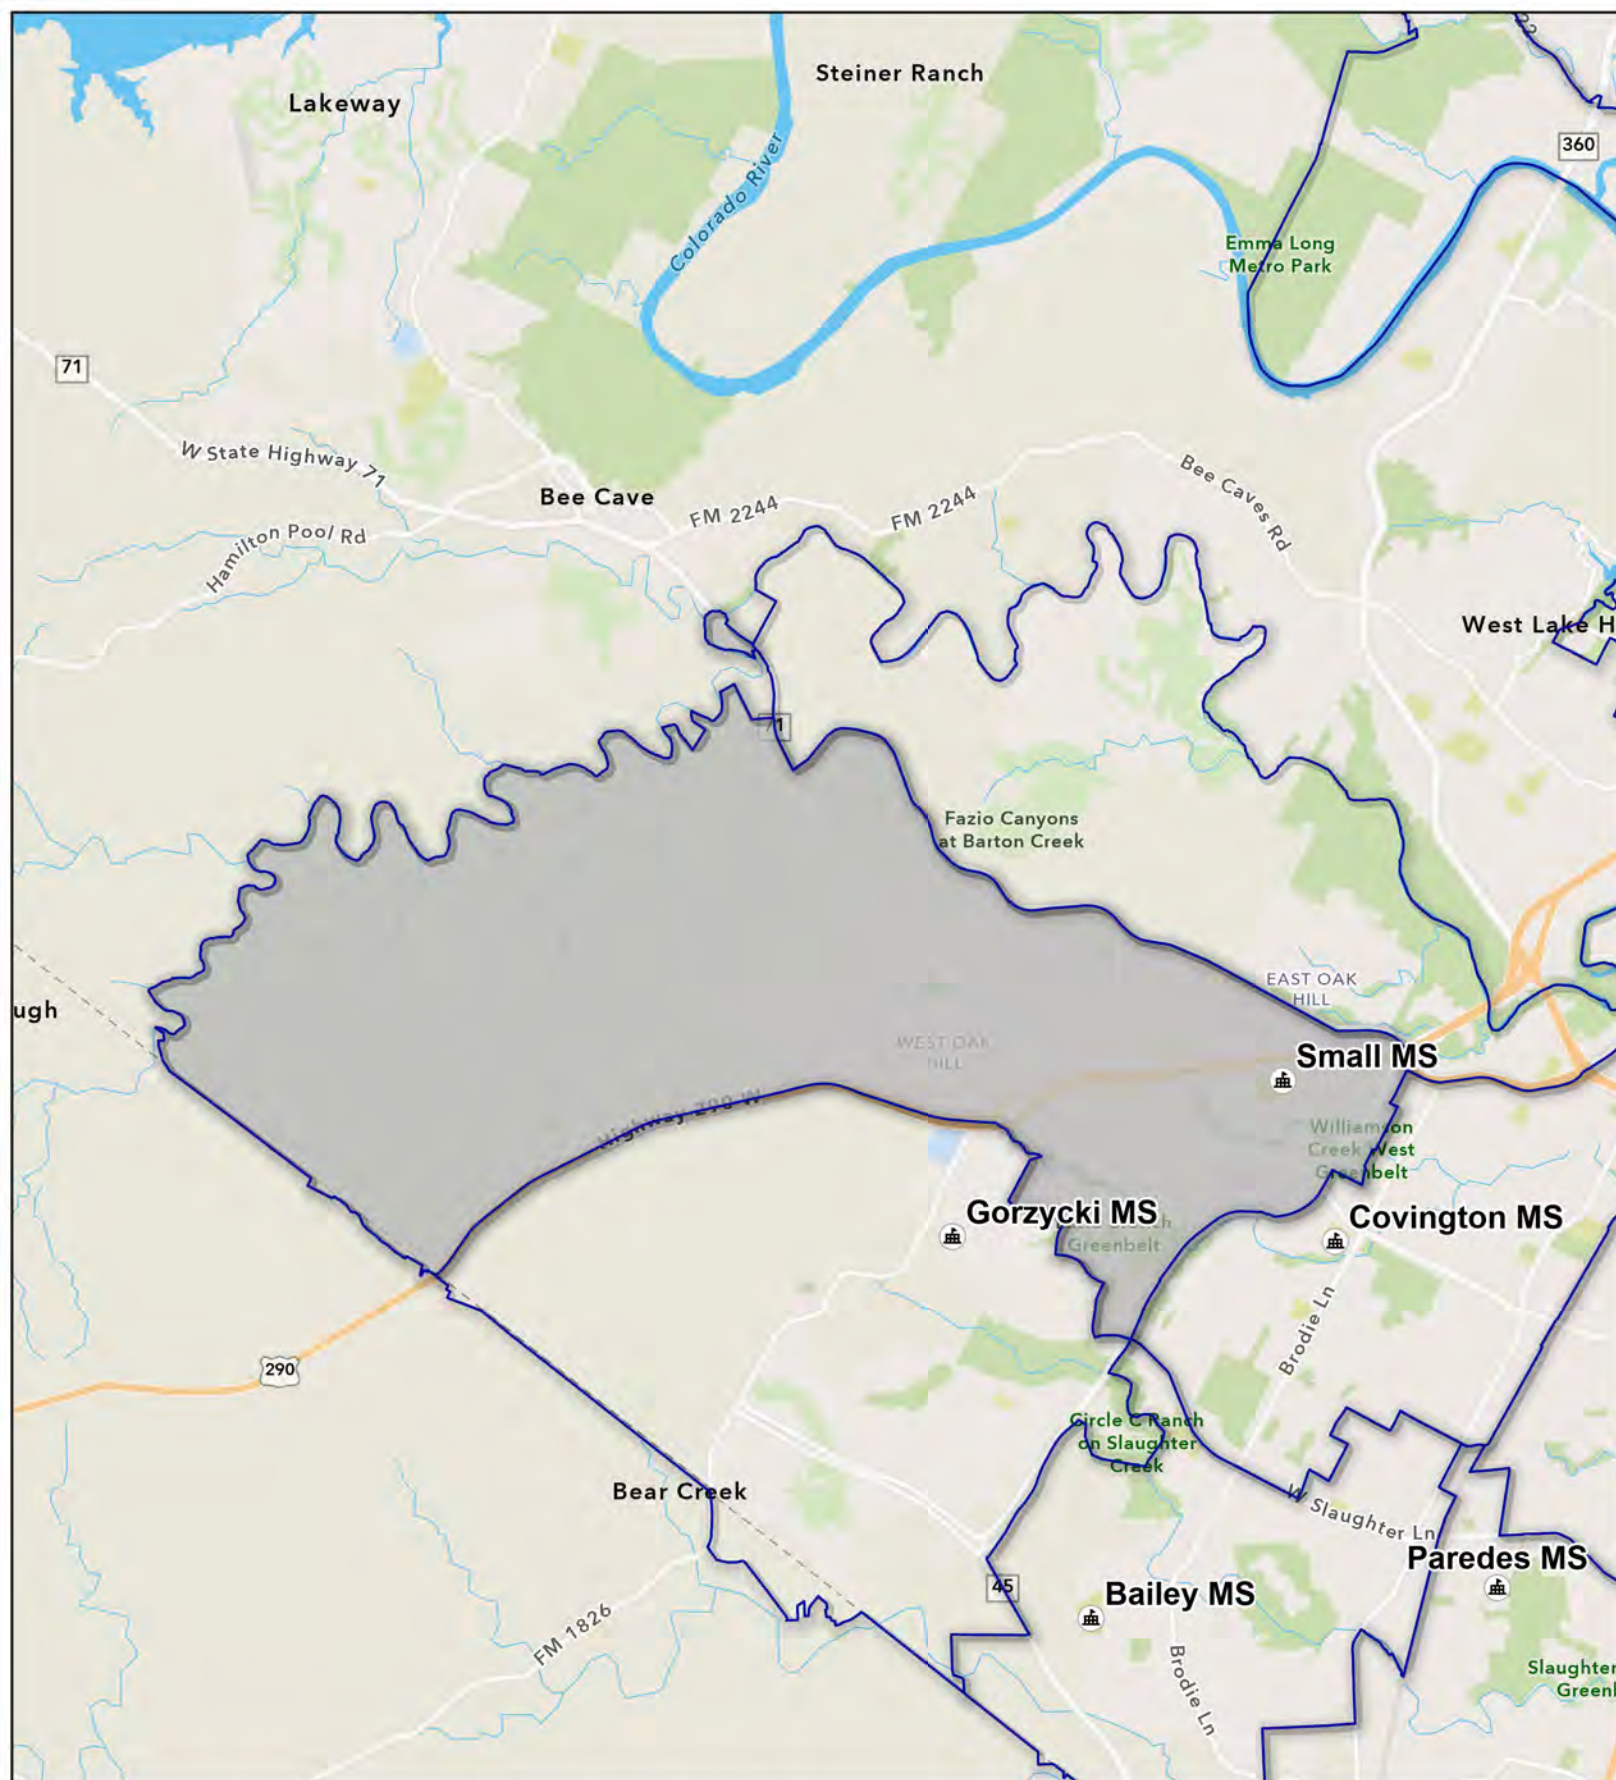 Steiner Ranch
Lakeway
360
Colorado River
Emma Long
Metro Park
71
W State Highway 71
Bee Cave
FM 2244
FM 2244
Bee Caves Rd
Hamilton Pool Rd
West Lake H
71
Fazio Canyons
at Barton Creek
EAST OAK
HILL
ugh
WEST OAK
HILL
Small MS
Highway 290 W
Williamson
Creek West
Greenbelt
Gorzycki MS
Covington MS
Greenbelt
Brodie Ln
290
Circle C Ranch
on Slaughter
Creek
Bear Creek
W Slaughter Ln
Paredes MS
45
Bailey MS
FM 1826
Brodie Ln
Slaughter
Greenl